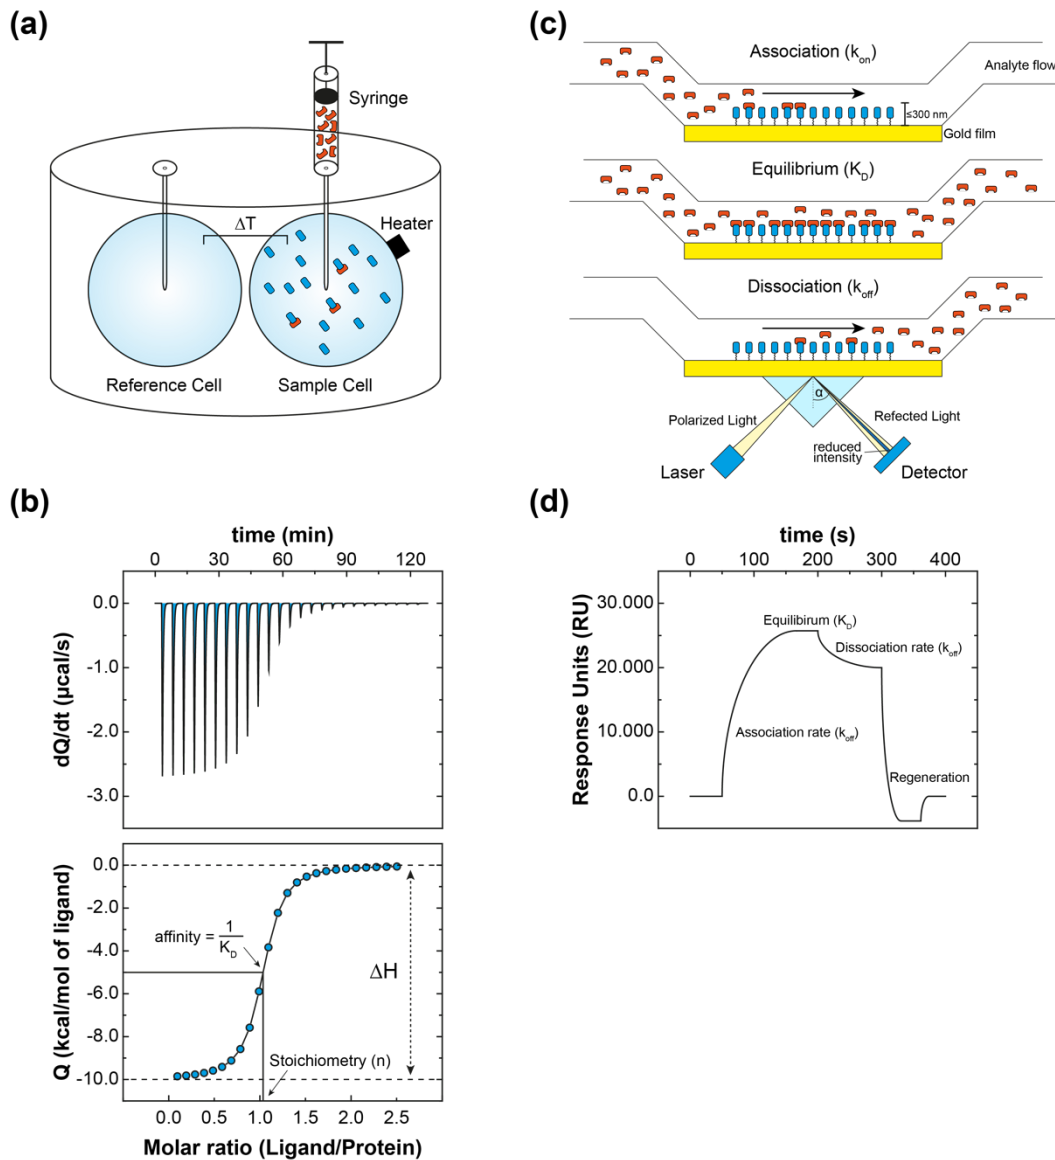 (a)
Syringe
ΔT
Heater
Reference Cell
Sample Cell
(b)
time (min)
0 30 60 90 120
0.0
-1.0
-2.0
-3.0
dQ/dt (µcal/s)
0.0
-2.0
-4.0
-6.0
-8.0
-10.0
Q (kcal/mol of ligand)
affinity = 1/K_D
ΔH
Stoichiometry (n)
0.0 0.5 1.0 1.5 2.0 2.5
Molar ratio (Ligand/Protein)
(c)
Association (k_on)
Analyte flow
≤300 nm
Gold film
Equilibrium (K_D)
Dissociation (k_off)
α
Polarized Light
Refected Light
reduced
intensity
Laser
Detector
(d)
time (s)
0 100 200 300 400
30.000
20.000
10.000
0.0
Response Units (RU)
Equilibirum (K_D)
Dissociation rate (k_off)
Association rate (k_off)
Regeneration